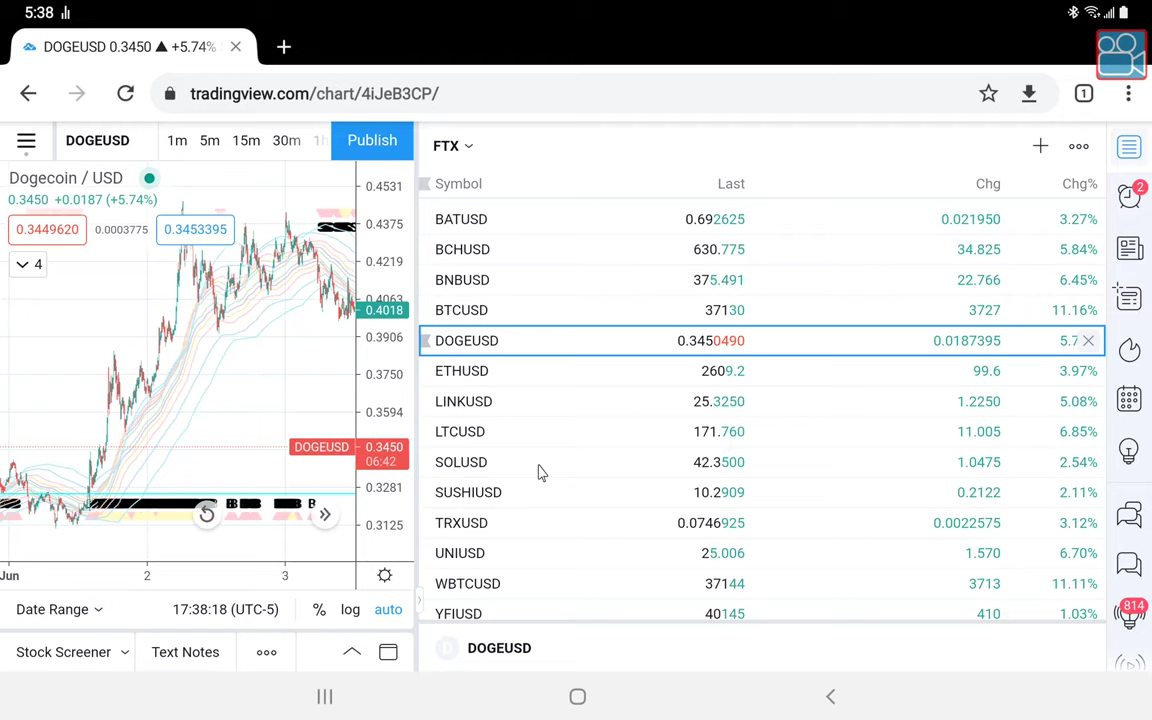 5:38
DOGEUSD 0.3450 ▲ +5.74%
tradingview.com/chart/4iJeB3CP/
1
DOGEUSD 1m 5m 15m 30m 1h Publish
Dogecoin / USD
0.3450 +0.0187 (+5.74%)
0.3449620 0.0003775 0.3453395
4
0.4531
0.4375
0.4219
0.4063
0.4018
0.3906
0.3750
0.3594
DOGEUSD 0.3450
06:42
0.3281
0.3125
Jun 2 3
Date Range 17:38:18 (UTC-5) % log auto
Stock Screener Text Notes
FTX
Symbol Last Chg Chg%
BATUSD 0.692625 0.021950 3.27%
BCHUSD 630.775 34.825 5.84%
BNBUSD 375.491 22.766 6.45%
BTCUSD 37130 3727 11.16%
DOGEUSD 0.3450490 0.0187395 5.7
ETHUSD 2609.2 99.6 3.97%
LINKUSD 25.3250 1.2250 5.08%
LTCUSD 171.760 11.005 6.85%
SOLUSD 42.3500 1.0475 2.54%
SUSHIUSD 10.2909 0.2122 2.11%
TRXUSD 0.0746925 0.0022575 3.12%
UNIUSD 25.006 1.570 6.70%
WBTCUSD 37144 3713 11.11%
YFIUSD 40145 410 1.03%
D DOGEUSD
2
814